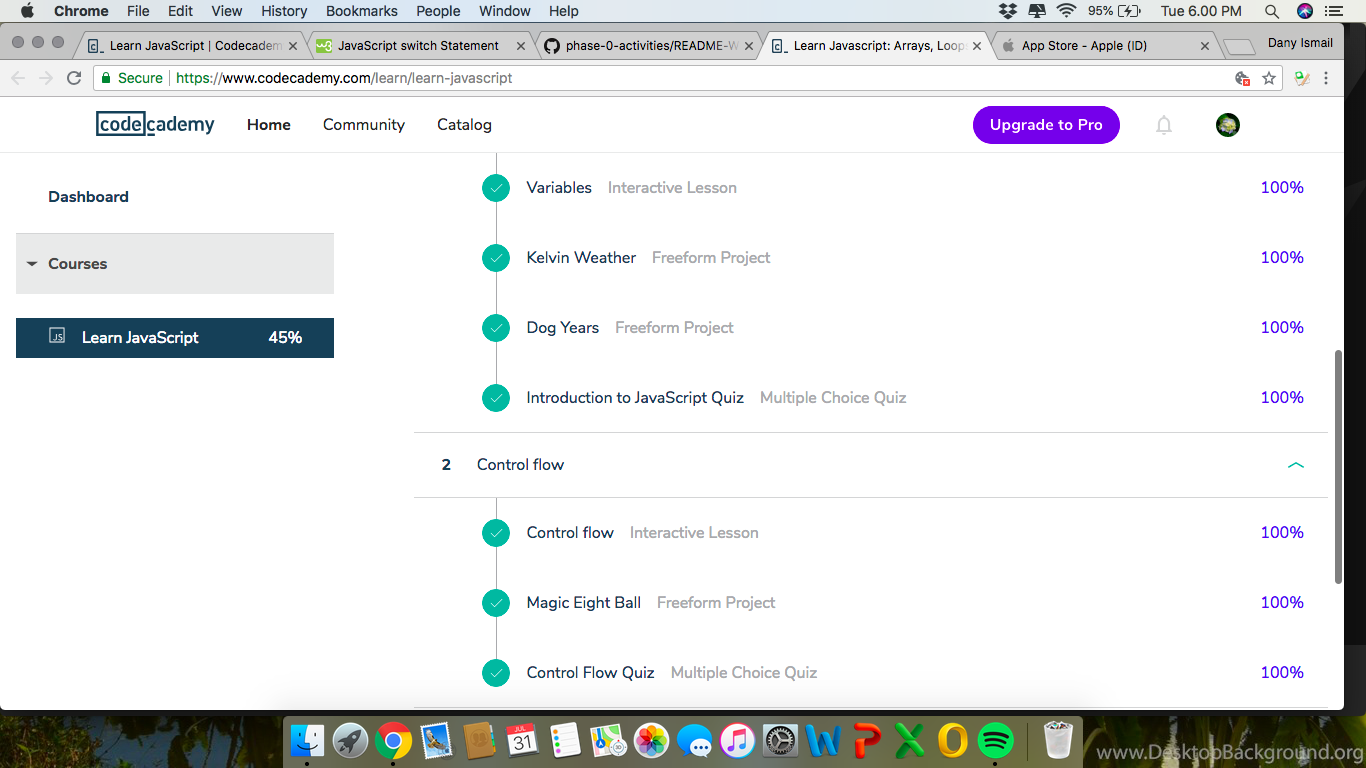 Chrome File Edit View History Bookmarks People Window Help 95% Tue 6.00 PM
Learn JavaScript | Codecadem JavaScript switch Statement phase-0-activities/README-W Learn Javascript: Arrays, Loop App Store - Apple (ID) Dany Ismail
Secure https://www.codecademy.com/learn/learn-javascript
codecademy Home Community Catalog Upgrade to Pro
Dashboard
Courses
JS Learn JavaScript 45%
Variables Interactive Lesson 100%
Kelvin Weather Freeform Project 100%
Dog Years Freeform Project 100%
Introduction to JavaScript Quiz Multiple Choice Quiz 100%
2 Control flow
Control flow Interactive Lesson 100%
Magic Eight Ball Freeform Project 100%
Control Flow Quiz Multiple Choice Quiz 100%
JUL
31
www.DesktopBackground.org